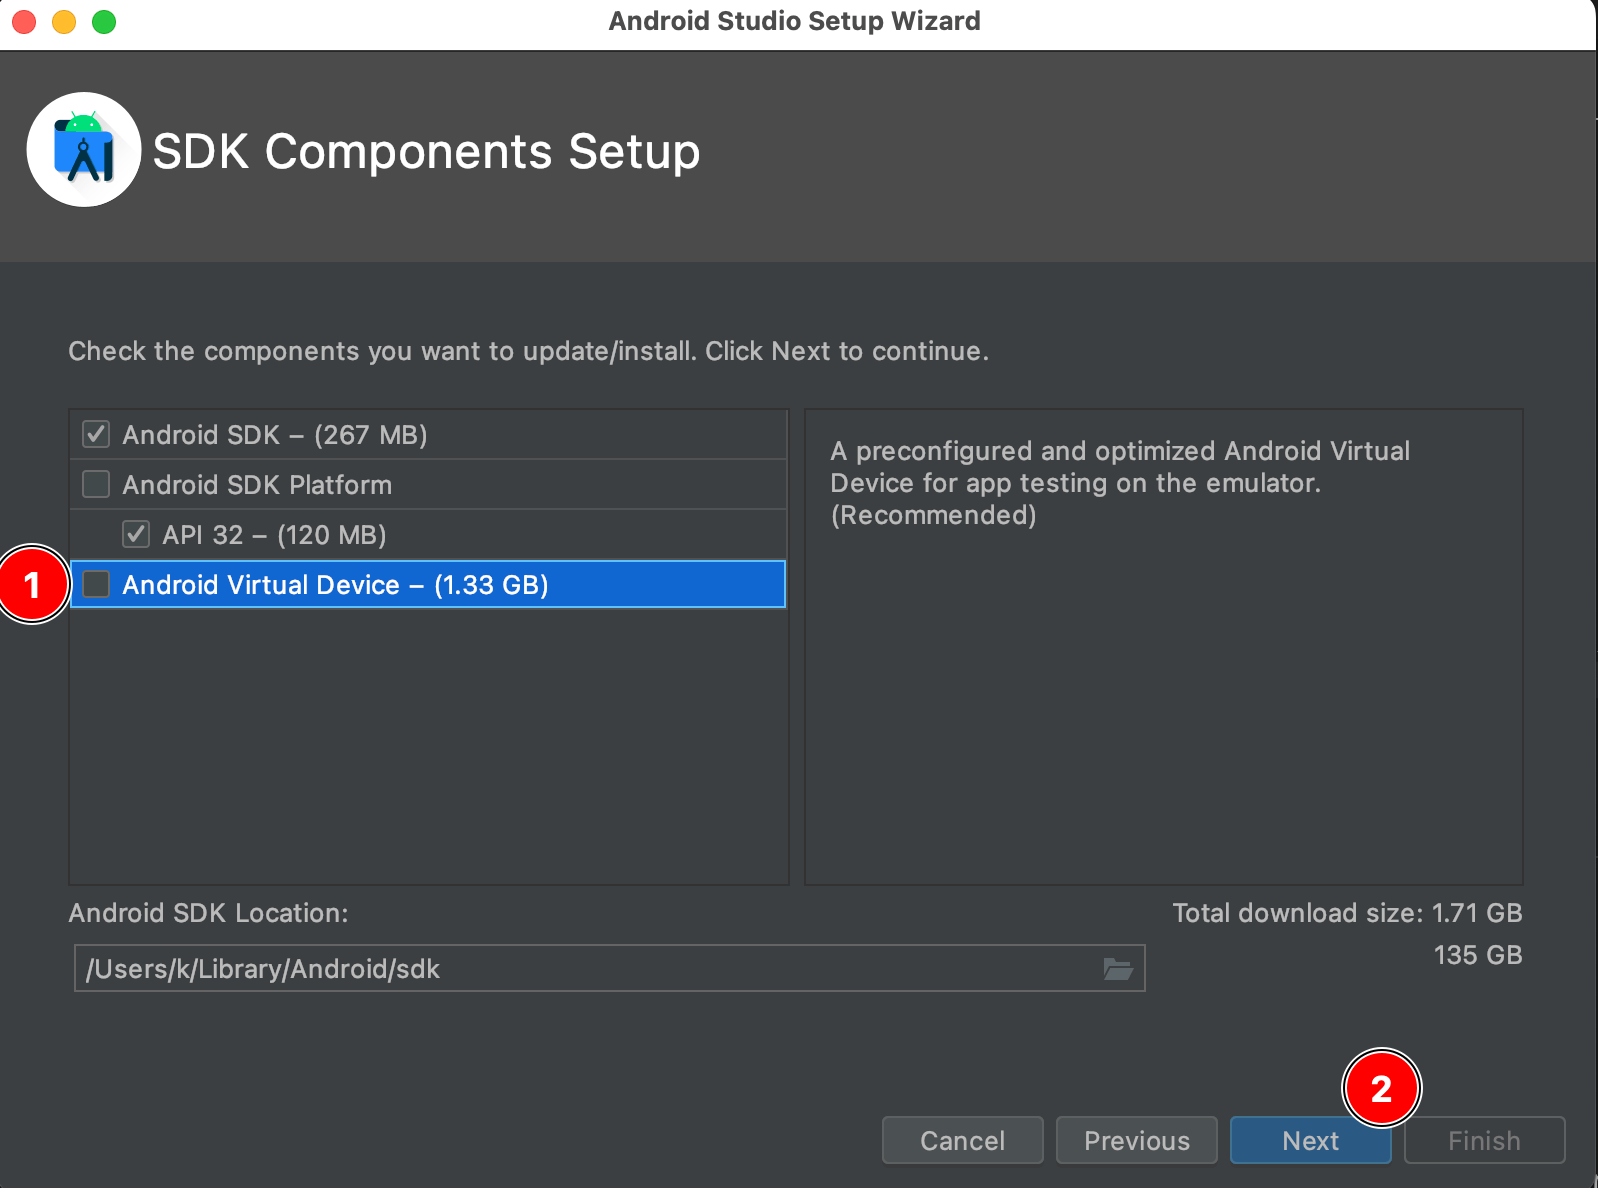 Android Studio Setup Wizard
SDK Components Setup
Check the components you want to update/install. Click Next to continue.
Android SDK – (267 MB)
Android SDK Platform
API 32 – (120 MB)
1
Android Virtual Device – (1.33 GB)
A preconfigured and optimized Android Virtual
Device for app testing on the emulator.
(Recommended)
Android SDK Location:
Total download size: 1.71 GB
135 GB
/Users/k/Library/Android/sdk
2
Cancel
Previous
Next
Finish